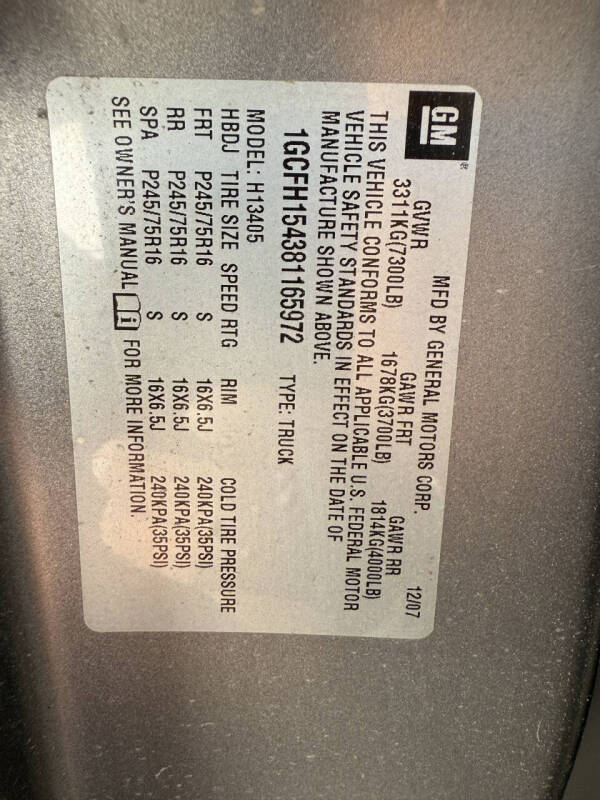 GM®
MFD BY GENERAL MOTORS CORP. 12/07
GVWR GAWR FRT GAWR RR
3311KG(7300LB) 1678KG(3700LB) 1814KG(4000LB)
THIS VEHICLE CONFORMS TO ALL APPLICABLE U.S. FEDERAL MOTOR
VEHICLE SAFETY STANDARDS IN EFFECT ON THE DATE OF
MANUFACTURE SHOWN ABOVE.
1GCFH154381165972 TYPE: TRUCK
MODEL: H13405
HBDJ TIRE SIZE SPEED RTG RIM COLD TIRE PRESSURE
FRT P245/75R16 S 16X6.5J 240KPA(35PSI)
RR P245/75R16 S 16X6.5J 240KPA(35PSI)
SPA P245/75R16 S 16X6.5J 240KPA(35PSI)
SEE OWNER'S MANUAL i FOR MORE INFORMATION.